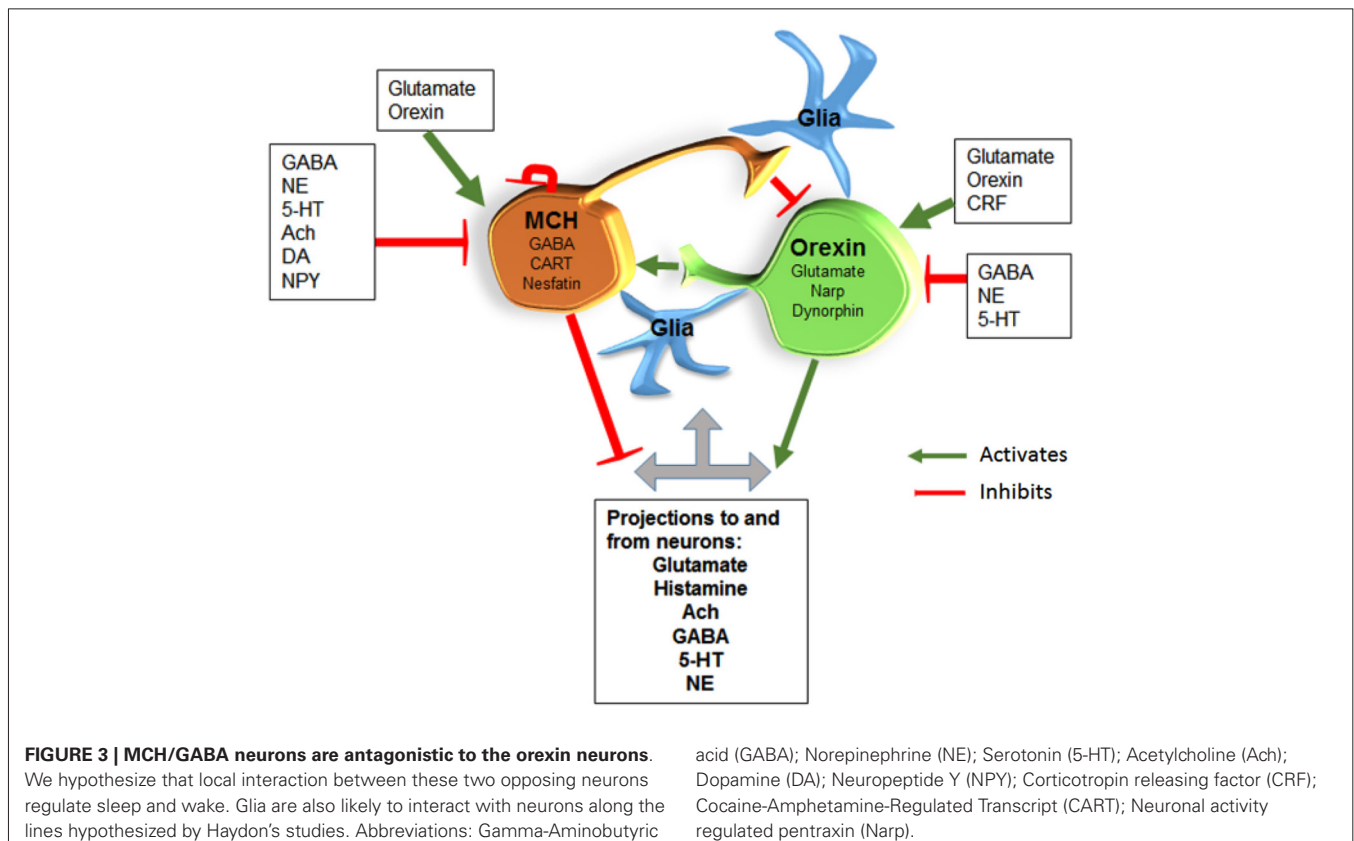 Glutamate
Orexin
GABA
NE
5-HT
Ach
DA
NPY
Glia
MCH
GABA
CART
Nesfatin
Orexin
Glutamate
Narp
Dynorphin
Glutamate
Orexin
CRF
GABA
NE
5-HT
Glia
Activates
Inhibits
Projections to and
from neurons:
Glutamate
Histamine
Ach
GABA
5-HT
NE
FIGURE 3 | MCH/GABA neurons are antagonistic to the orexin neurons.
We hypothesize that local interaction between these two opposing neurons
regulate sleep and wake. Glia are also likely to interact with neurons along the
lines hypothesized by Haydon's studies. Abbreviations: Gamma-Aminobutyric
acid (GABA); Norepinephrine (NE); Serotonin (5-HT); Acetylcholine (Ach);
Dopamine (DA); Neuropeptide Y (NPY); Corticotropin releasing factor (CRF);
Cocaine-Amphetamine-Regulated Transcript (CART); Neuronal activity
regulated pentraxin (Narp).